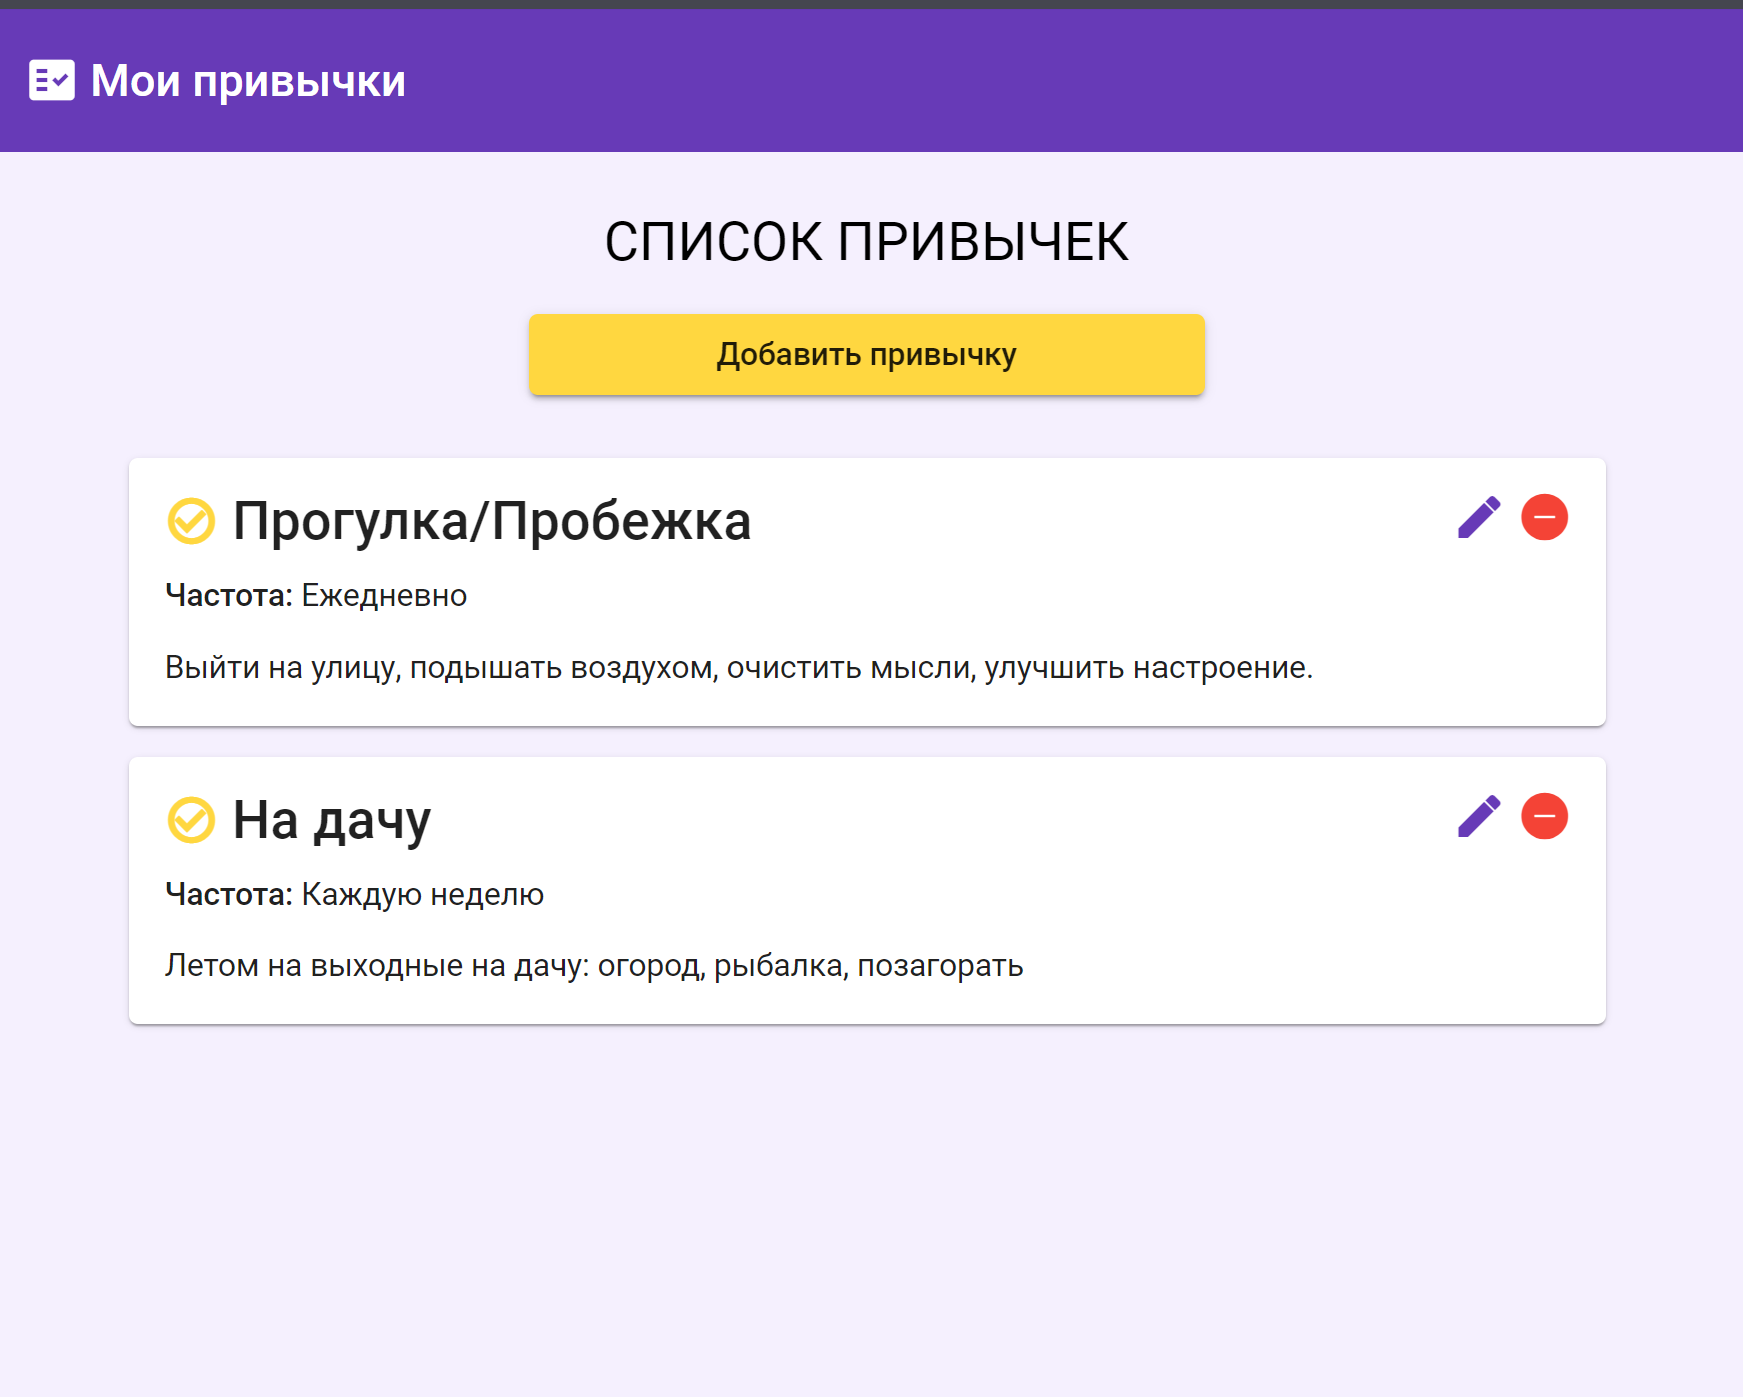 Мои привычки
СПИСОК ПРИВЫЧЕК
Добавить привычку
Прогулка/Пробежка
Частота: Ежедневно
Выйти на улицу, подышать воздухом, очистить мысли, улучшить настроение.
На дачу
Частота: Каждую неделю
Летом на выходные на дачу: огород, рыбалка, позагорать